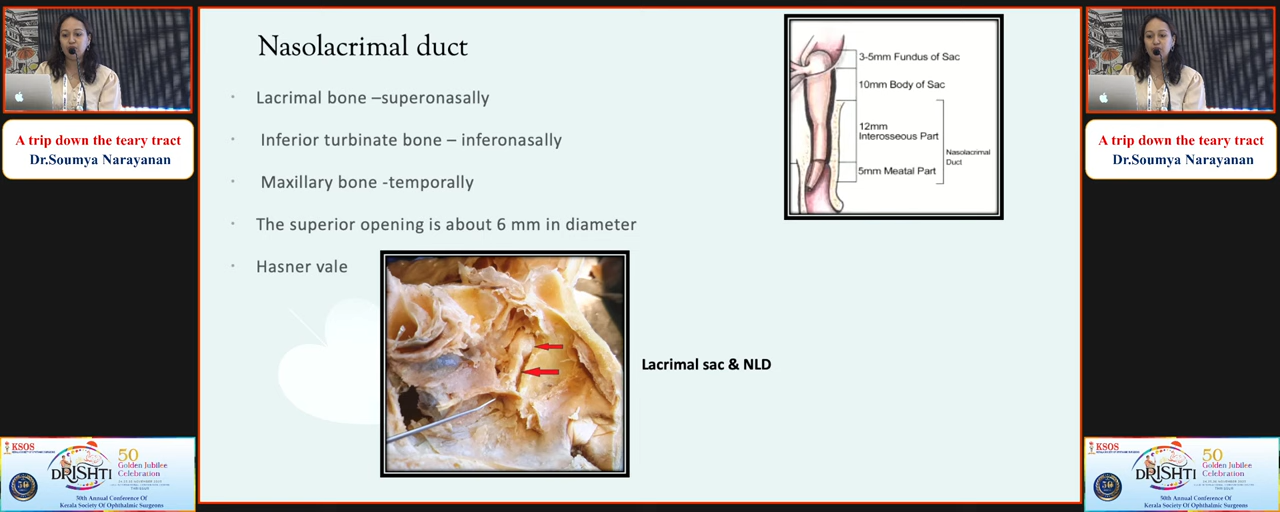 A trip down the teary tract
Dr.Soumya Narayanan
KSOS
DRISHTI
50
Golden Jubilee
Celebration
50th Annual Conference Of
Kerala Society Of Ophthalmic Surgeons
Nasolacrimal duct
Lacrimal bone –superonasally
Inferior turbinate bone – inferonasally
Maxillary bone -temporally
The superior opening is about 6 mm in diameter
Hasner vale
3-5mm Fundus of Sac
10mm Body of Sac
12mm
Interosseous Part
Nasolacrimal
Duct
5mm Meatal Part
Lacrimal sac & NLD
A trip down the teary tract
Dr.Soumya Narayanan
KSOS
DRISHTI
50
Golden Jubilee
Celebration
50th Annual Conference Of
Kerala Society Of Ophthalmic Surgeons